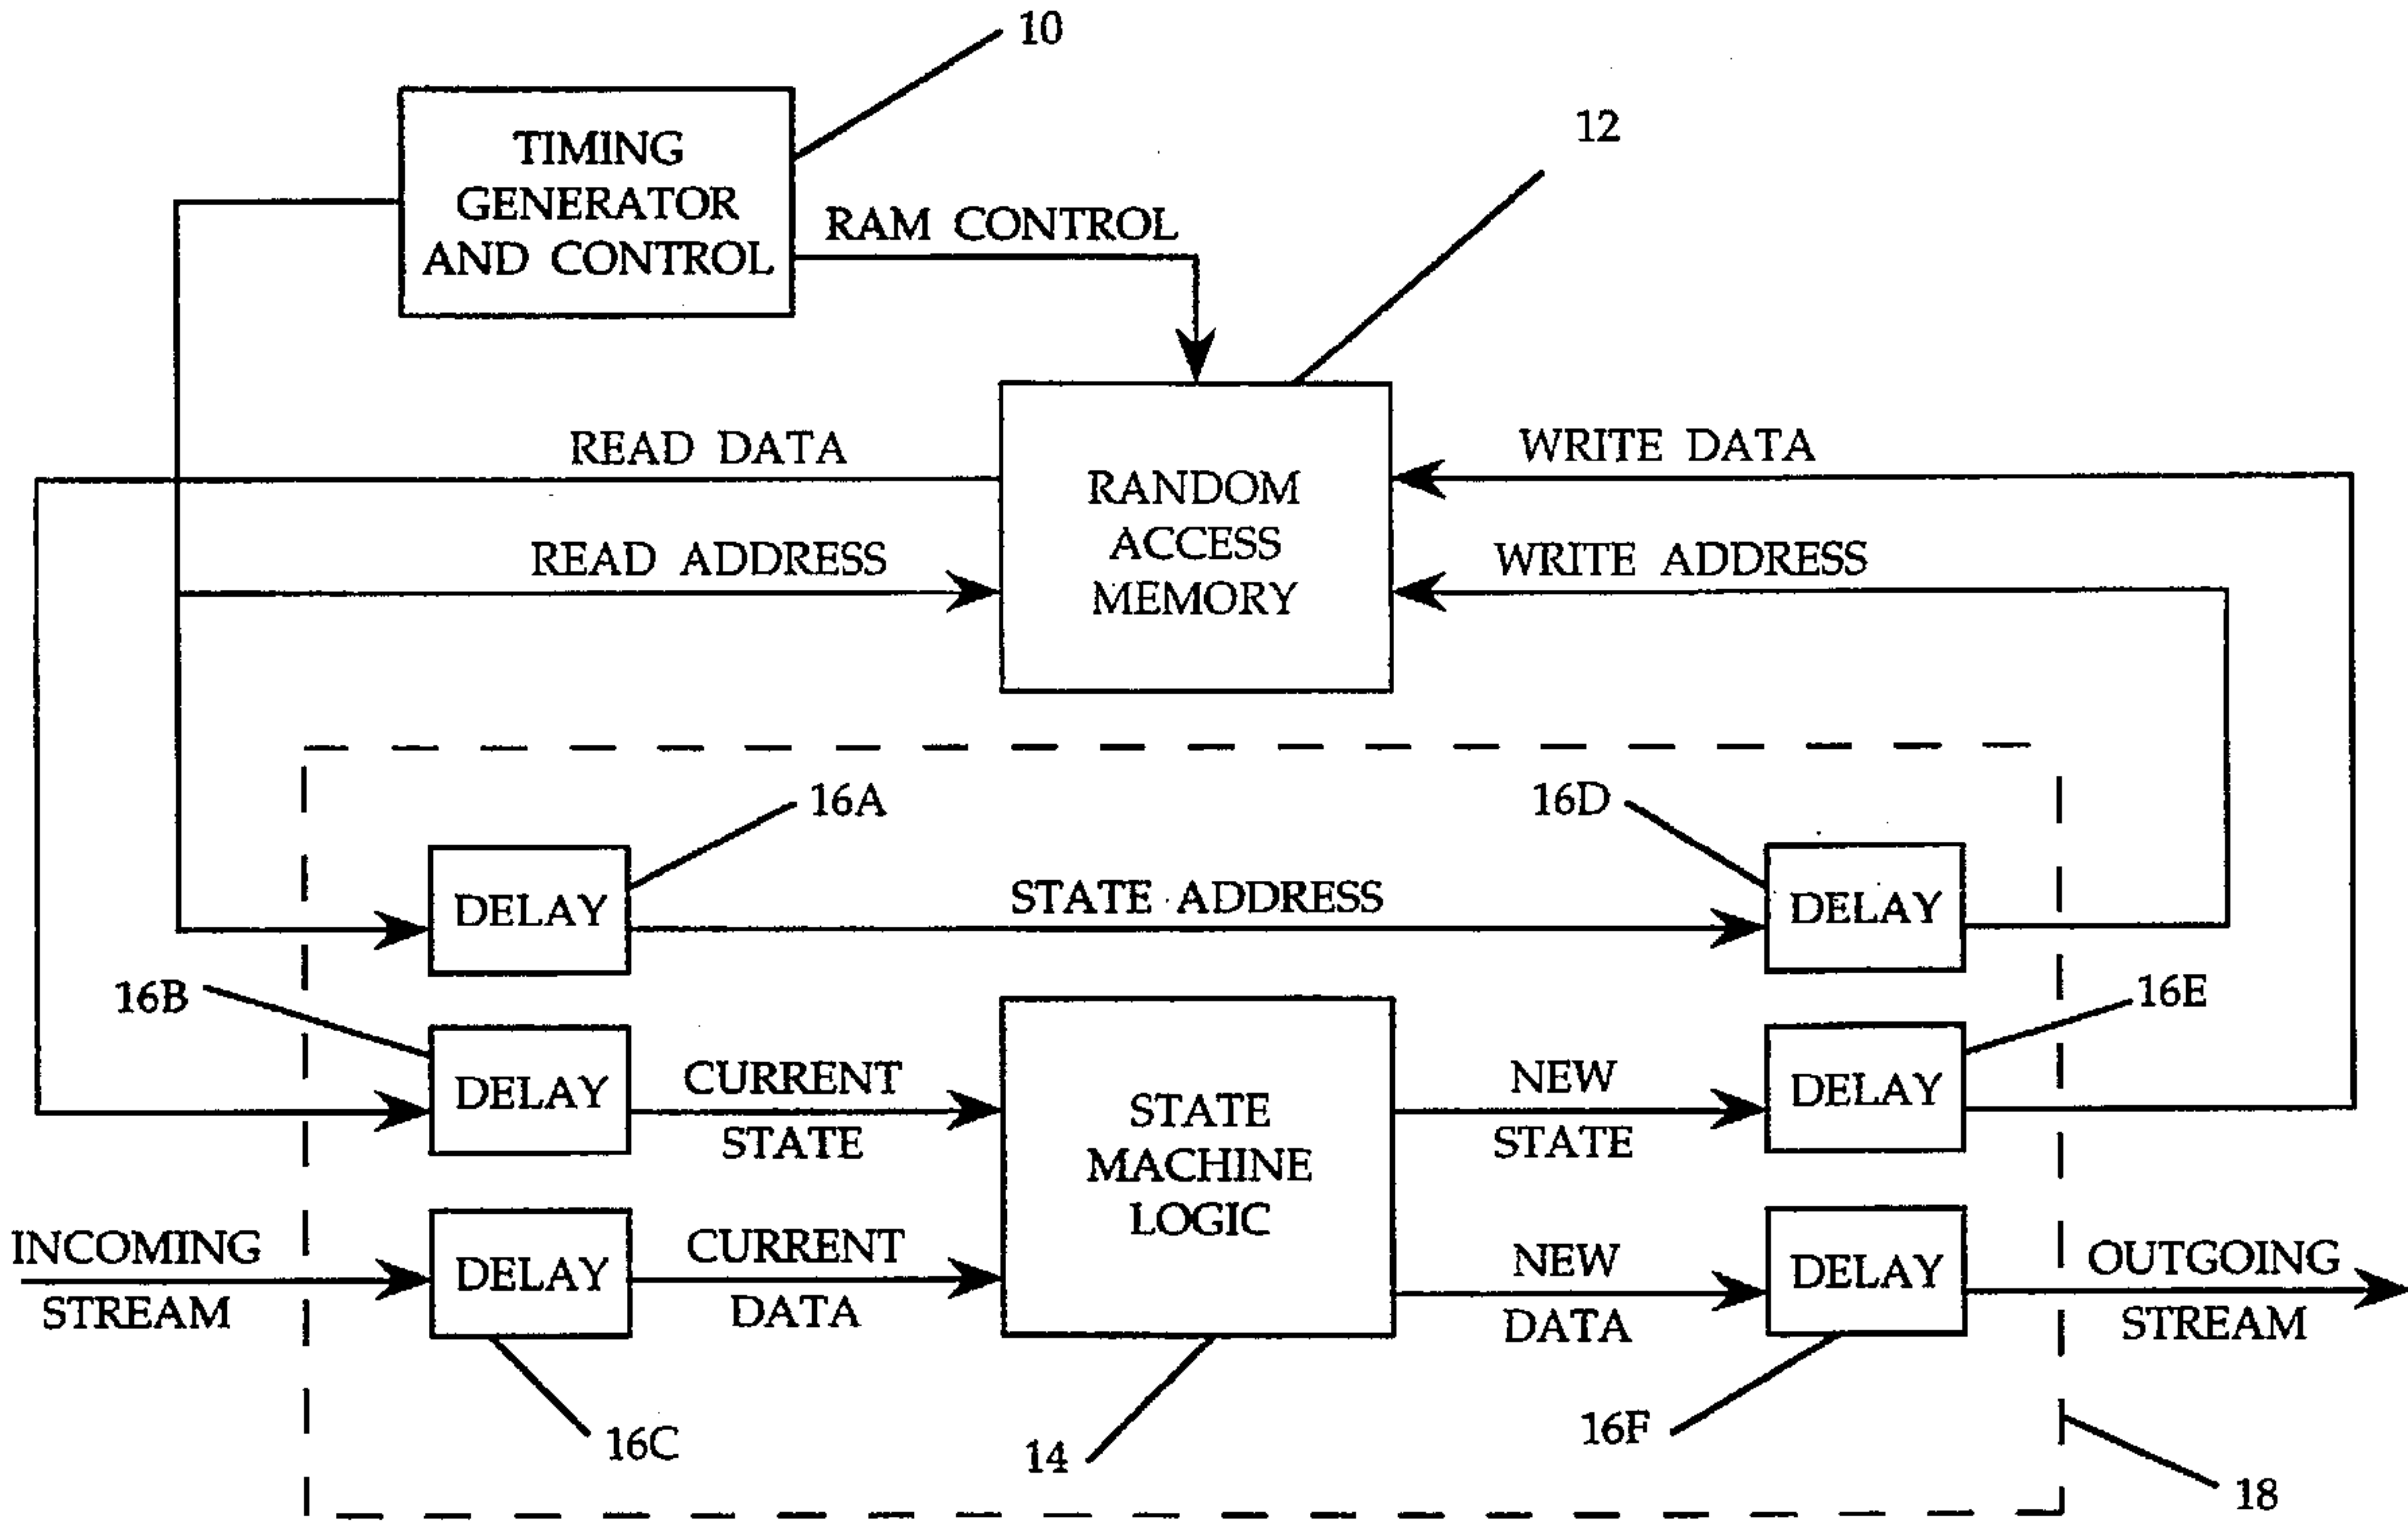 10
TIMING
GENERATOR
AND CONTROL
RAM CONTROL
12
READ DATA
WRITE DATA
RANDOM
ACCESS
MEMORY
READ ADDRESS
WRITE ADDRESS
16A
16D
DELAY
STATE ADDRESS
DELAY
16B
16E
DELAY
CURRENT
STATE
STATE
MACHINE
LOGIC
NEW
STATE
DELAY
INCOMING
STREAM
DELAY
CURRENT
DATA
NEW
DATA
DELAY
OUTGOING
STREAM
16C
14
16F
18